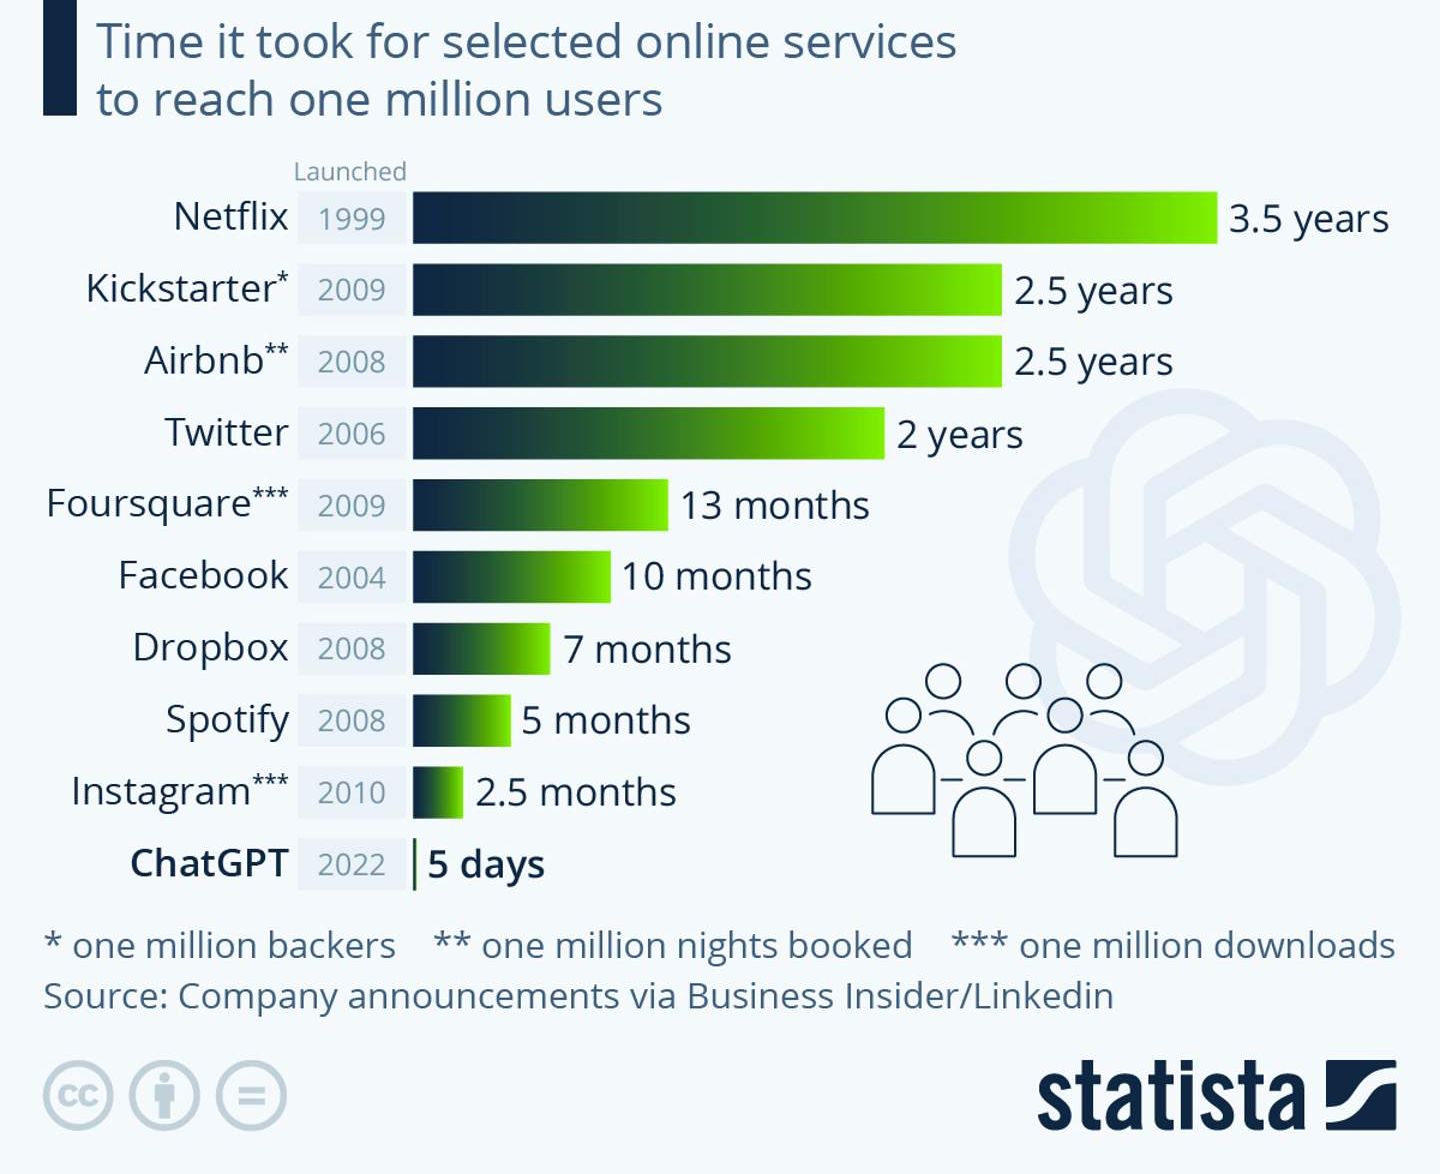 Time it took for selected online services
to reach one million users
Launched
Netflix 1999 3.5 years
Kickstarter* 2009 2.5 years
Airbnb** 2008 2.5 years
Twitter 2006 2 years
Foursquare*** 2009 13 months
Facebook 2004 10 months
Dropbox 2008 7 months
Spotify 2008 5 months
Instagram*** 2010 2.5 months
ChatGPT 2022 5 days
* one million backers ** one million nights booked *** one million downloads
Source: Company announcements via Business Insider/Linkedin
cc = statista